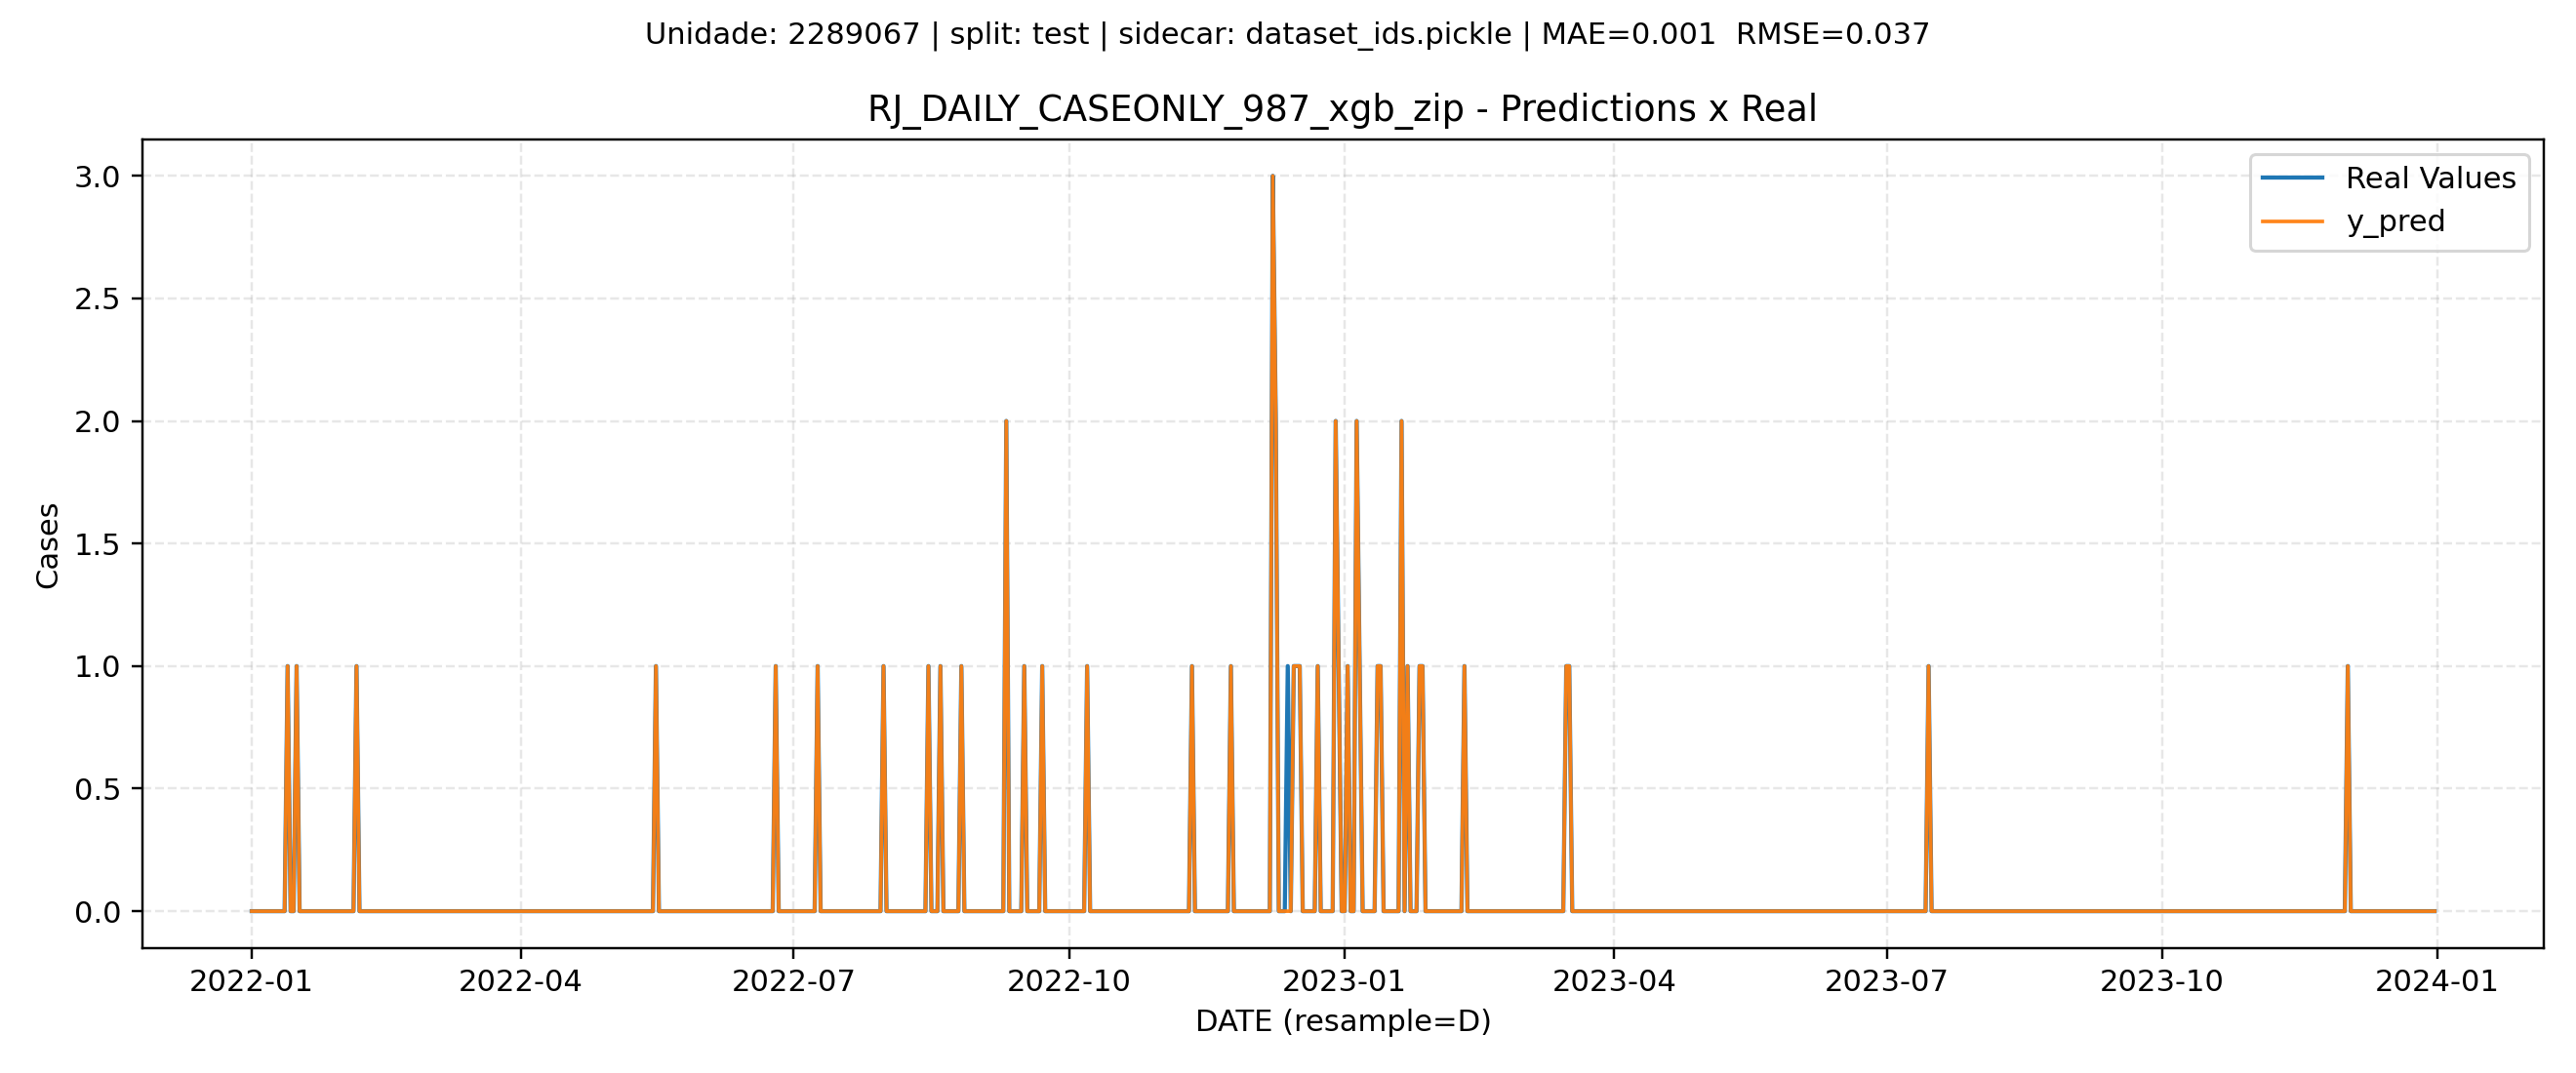 Unidade: 2289067 | split: test | sidecar: dataset_ids.pickle | MAE=0.001  RMSE=0.037
RJ_DAILY_CASEONLY_987_xgb_zip - Predictions x Real
Real Values
y_pred
3.0
2.5
2.0
1.5
1.0
0.5
0.0
Cases
2022-01 2022-04 2022-07 2022-10 2023-01 2023-04 2023-07 2023-10 2024-01
DATE (resample=D)